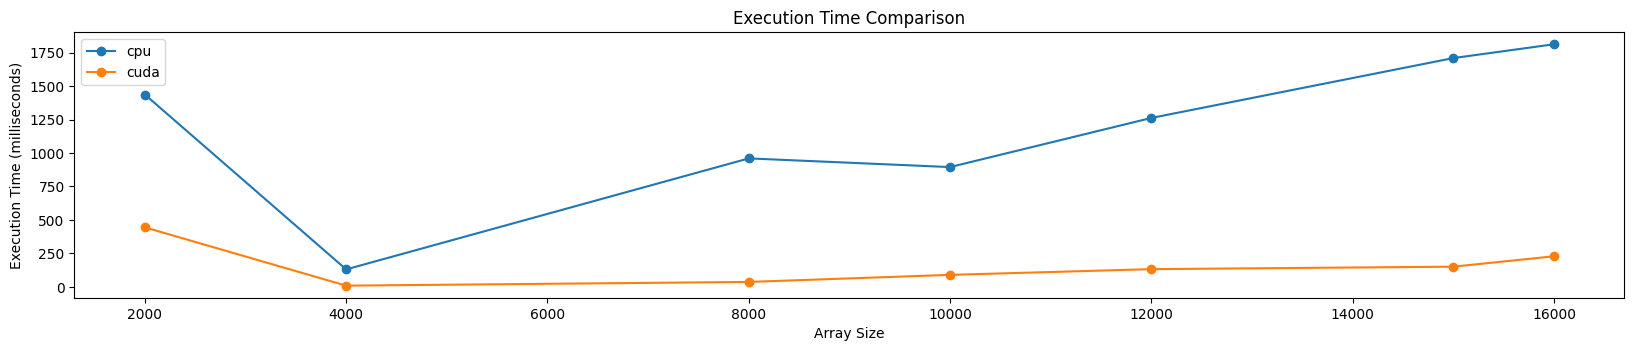 Execution Time Comparison
cpu
cuda
Execution Time (milliseconds)
1750
1500
1250
1000
750
500
250
0
2000 4000 6000 8000 10000 12000 14000 16000
Array Size